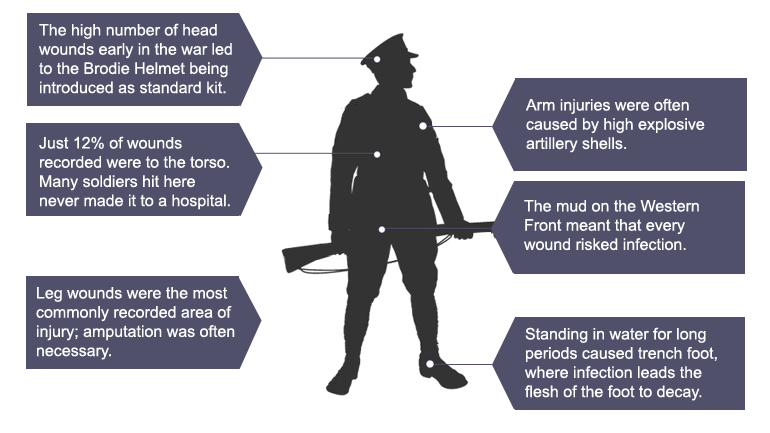 The high number of head
wounds early in the war led
to the Brodie Helmet being
introduced as standard kit.
Just 12% of wounds
recorded were to the torso.
Many soldiers hit here
never made it to a hospital.
Leg wounds were the most
commonly recorded area of
injury; amputation was often
necessary.
Arm injuries were often
caused by high explosive
artillery shells.
The mud on the Western
Front meant that every
wound risked infection.
Standing in water for long
periods caused trench foot,
where infection leads the
flesh of the foot to decay.